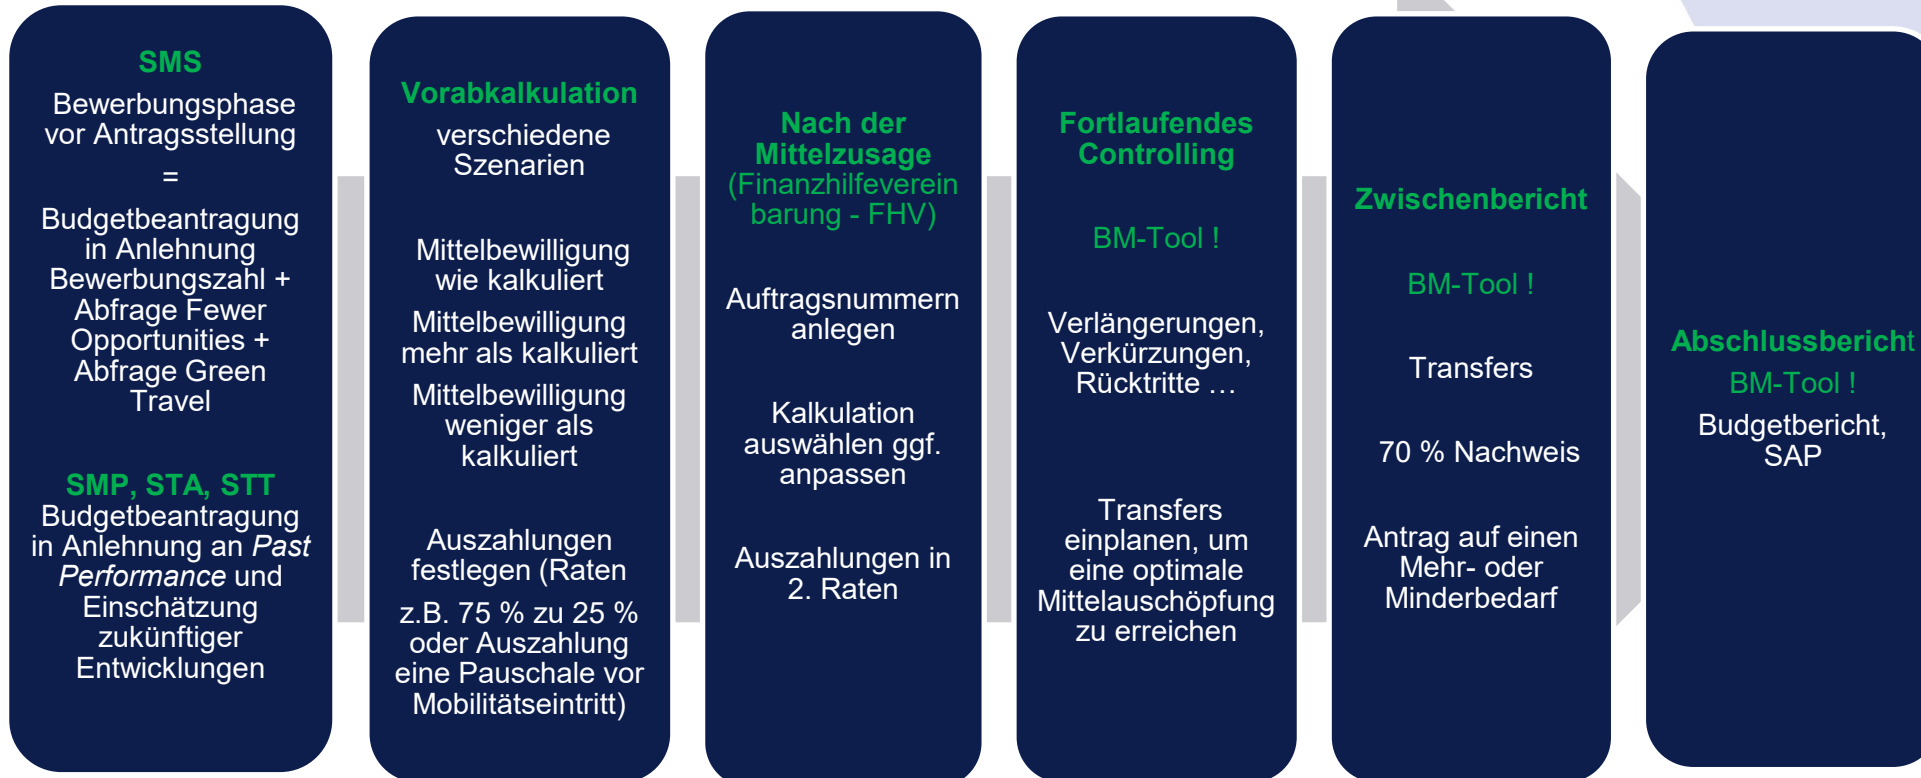 SMS
Bewerbungsphase
vor Antragsstellung
=
Budgetbeantragung
in Anlehnung
Bewerbungszahl +
Abfrage Fewer
Opportunities +
Abfrage Green
Travel
SMP, STA, STT
Budgetbeantragung
in Anlehnung an Past
Performance und
Einschätzung
zukünftiger
Entwicklungen
Vorabkalkulation
verschiedene
Szenarien
Mittelbewilligung
wie kalkuliert
Mittelbewilligung
mehr als kalkuliert
Mittelbewilligung
weniger als
kalkuliert
Auszahlungen
festlegen (Raten
z.B. 75 % zu 25 %
oder Auszahlung
eine Pauschale vor
Mobilitätseintritt)
Nach der
Mittelzusage
(Finanzhilfeverein
barung - FHV)
Auftragsnummern
anlegen
Kalkulation
auswählen ggf.
anpassen
Auszahlungen in
2. Raten
Fortlaufendes
Controlling
BM-Tool !
Verlängerungen,
Verkürzungen,
Rücktritte …
Transfers
einplanen, um
eine optimale
Mittelauschöpfung
zu erreichen
Zwischenbericht
BM-Tool !
Transfers
70 % Nachweis
Antrag auf einen
Mehr- oder
Minderbedarf
Abschlussbericht
BM-Tool !
Budgetbericht,
SAP